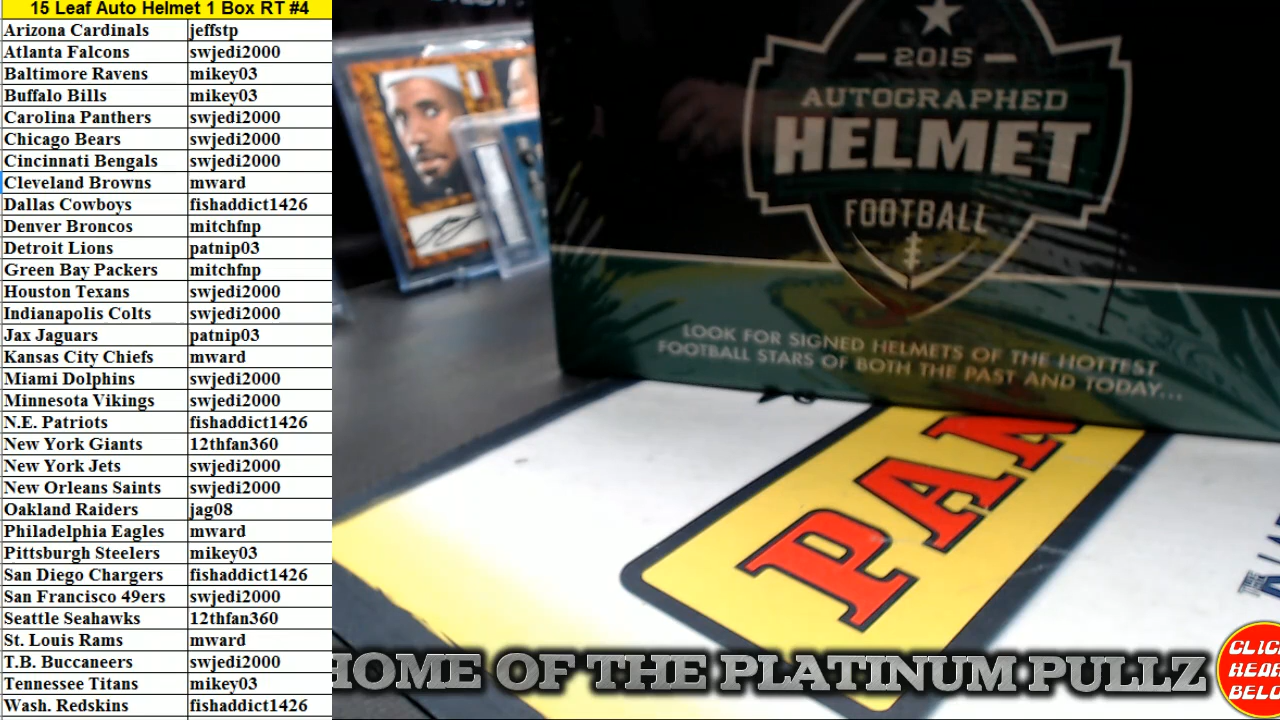 15 Leaf Auto Helmet 1 Box RT #4
Arizona Cardinals jeffstp
Atlanta Falcons swjedi2000
Baltimore Ravens mikey03
Buffalo Bills mikey03
Carolina Panthers swjedi2000
Chicago Bears swjedi2000
Cincinnati Bengals swjedi2000
Cleveland Browns mward
Dallas Cowboys fishaddict1426
Denver Broncos mitchfnp
Detroit Lions patnip03
Green Bay Packers mitchfnp
Houston Texans swjedi2000
Indianapolis Colts swjedi2000
Jax Jaguars patnip03
Kansas City Chiefs mward
Miami Dolphins swjedi2000
Minnesota Vikings swjedi2000
N.E. Patriots fishaddict1426
New York Giants 12thfan360
New York Jets swjedi2000
New Orleans Saints swjedi2000
Oakland Raiders jag08
Philadelphia Eagles mward
Pittsburgh Steelers mikey03
San Diego Chargers fishaddict1426
San Francisco 49ers swjedi2000
Seattle Seahawks 12thfan360
St. Louis Rams mward
T.B. Buccaneers swjedi2000
Tennessee Titans mikey03
Wash. Redskins fishaddict1426
2015
AUTOGRAPHED
HELMET
FOOTBALL
LOOK FOR SIGNED HELMETS OF THE HOTTEST
FOOTBALL STARS OF BOTH THE PAST AND TODAY...
PAN
HOME OF THE PLATINUM PULLZ
CLIC
HEAR
BELO